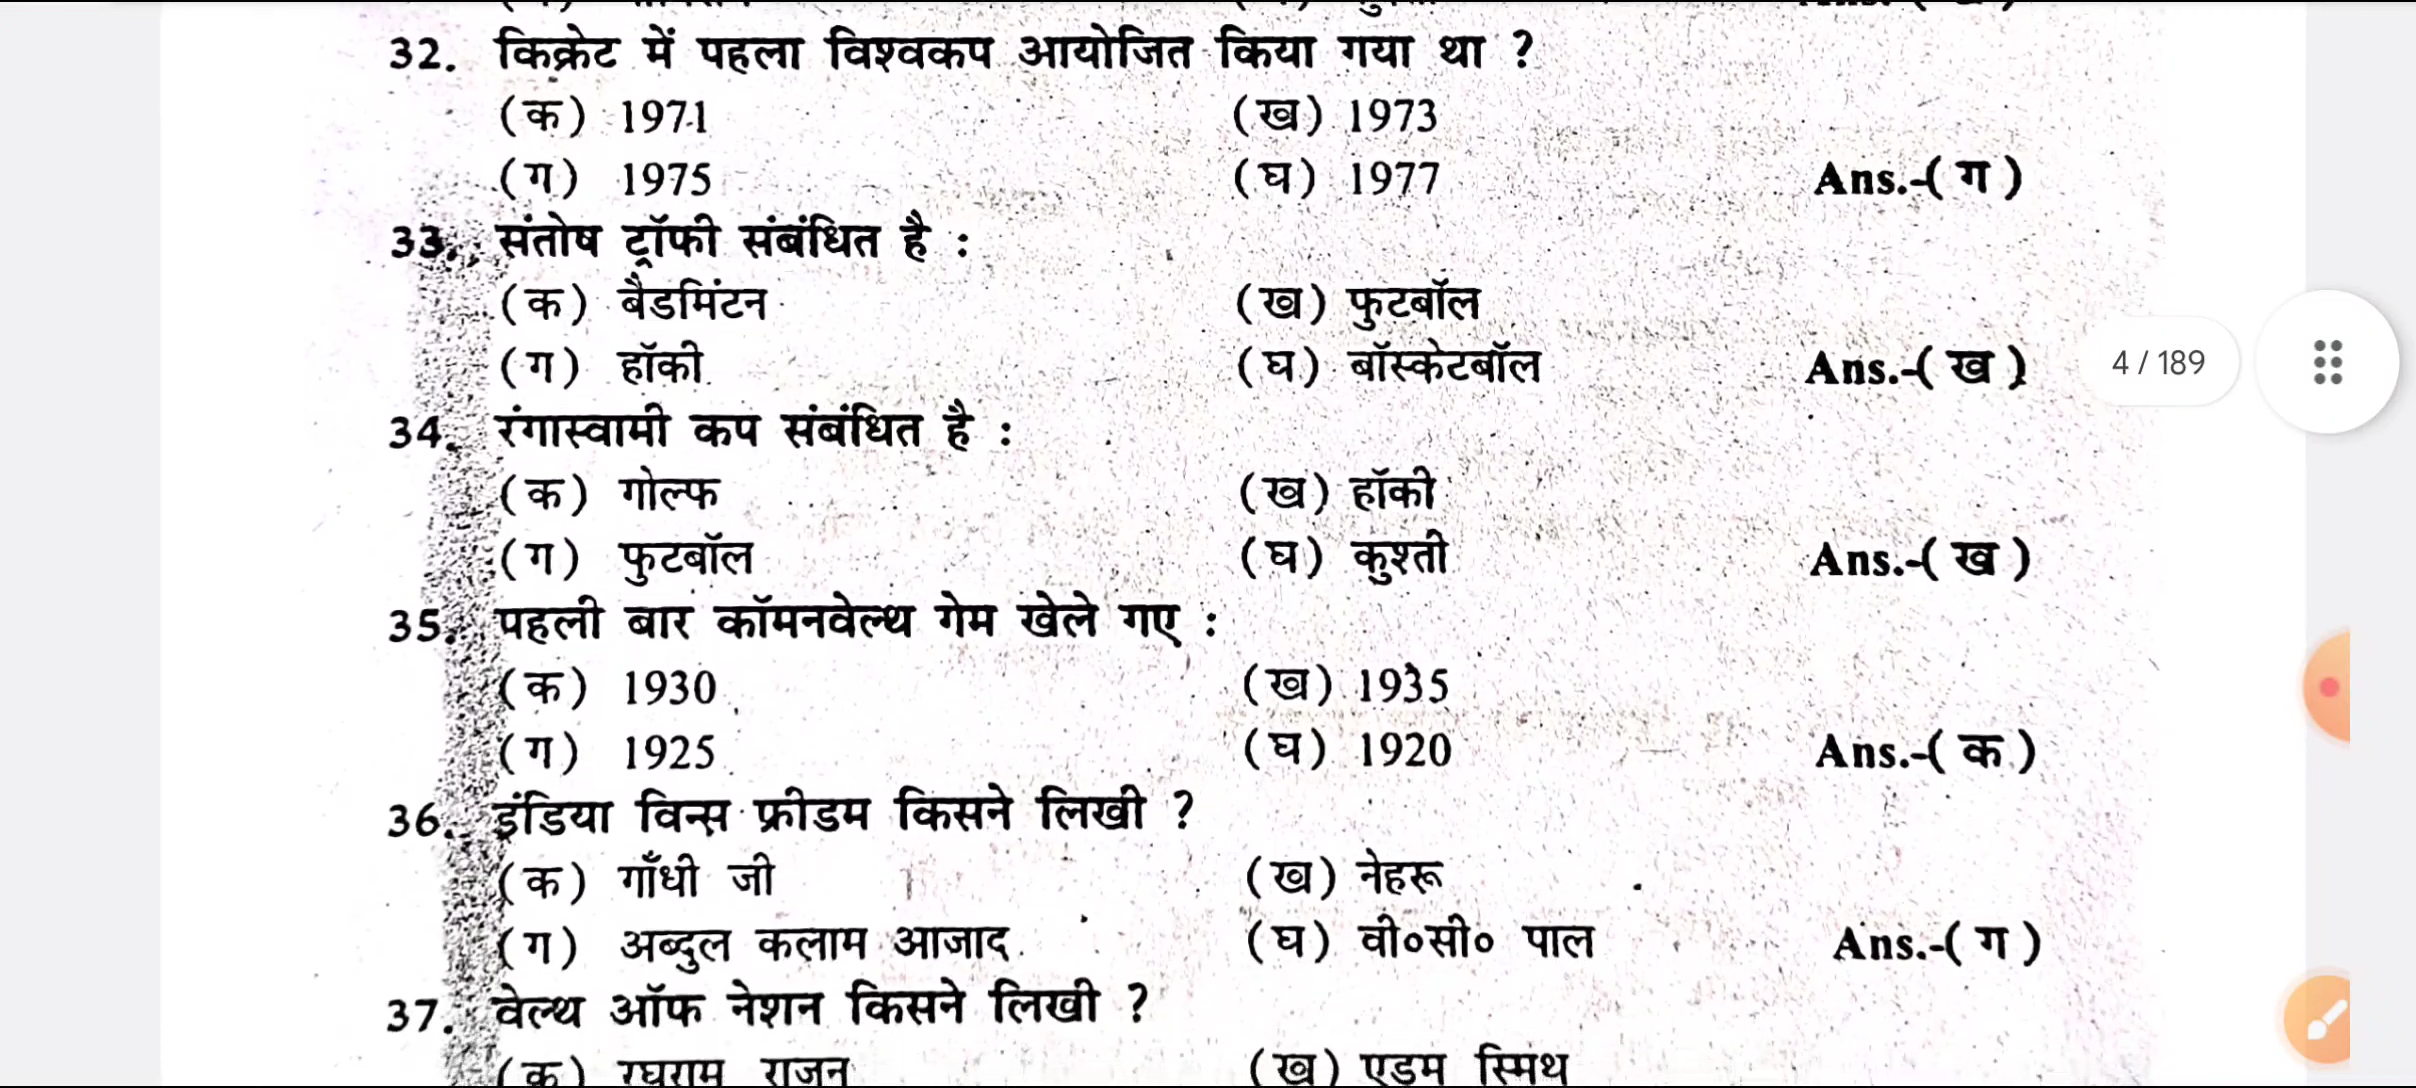 32. किक्रेट में पहला विश्वकप आयोजित किया गया था ?
(क) 1971 (ख) 1973
(ग) 1975 (घ) 1977 Ans.-( ग )
33. संतोष ट्रॉफी संबंधित है :
(क) बैडमिंटन (ख) फुटबॉल
(ग) हॉकी (घ) बॉस्केटबॉल Ans.-( ख )
4 / 189
34. रंगास्वामी कप संबंधित है :
(क) गोल्फ (ख) हॉकी
(ग) फुटबॉल (घ) कुश्ती Ans.-( ख )
35. पहली बार कॉमनवेल्थ गेम खेले गए :
(क) 1930 (ख) 1935
(ग) 1925 (घ) 1920 Ans.-( क )
36. इंडिया विन्स फ्रीडम किसने लिखी ?
(क) गाँधी जी (ख) नेहरू
(ग) अब्दुल कलाम आजाद (घ) वी०सी० पाल Ans.-( ग )
37. वेल्थ ऑफ नेशन किसने लिखी ?
(क) रघुराम राजन (ख) एडम स्मिथ